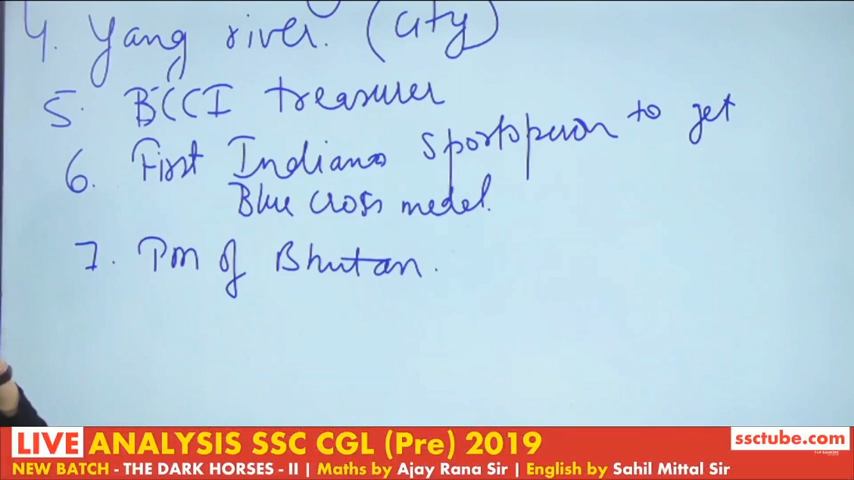 4. Yang river. (City)
5. BCCI treasurer
6. First Indian Sportsperson to get
Blue cross medel.
7. PM of Bhutan.
LIVE ANALYSIS SSC CGL (Pre) 2019
ssctube.com
NEW BATCH - THE DARK HORSES - II | Maths by Ajay Rana Sir | English by Sahil Mittal Sir